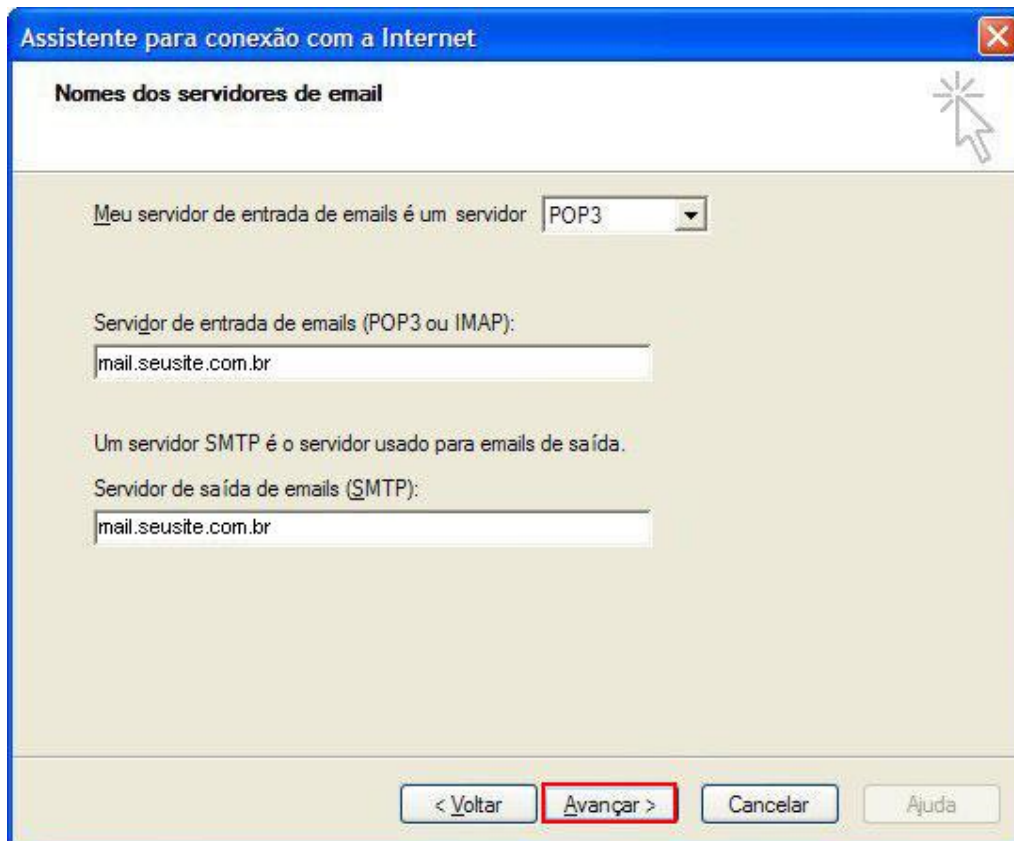 Assistente para conexão com a Internet
Nomes dos servidores de email
Meu servidor de entrada de emails é um servidor POP3
Servidor de entrada de emails (POP3 ou IMAP):
mail.seusite.com.br
Um servidor SMTP é o servidor usado para emails de saída.
Servidor de saída de emails (SMTP):
mail.seusite.com.br
< Voltar Avançar > Cancelar Ajuda